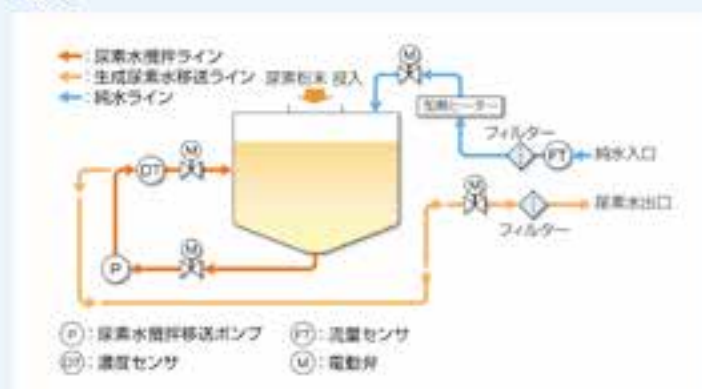 尿素水攪拌ライン
生成尿素水移送ライン
純水ライン
尿素粉末 投入
M
加熱ヒーター
フィルター
FT
純水入口
DT
M
M
尿素水出口
フィルター
P
M
P：尿素水攪拌移送ポンプ
FT：流量センサ
DT：濃度センサ
M：電動弁